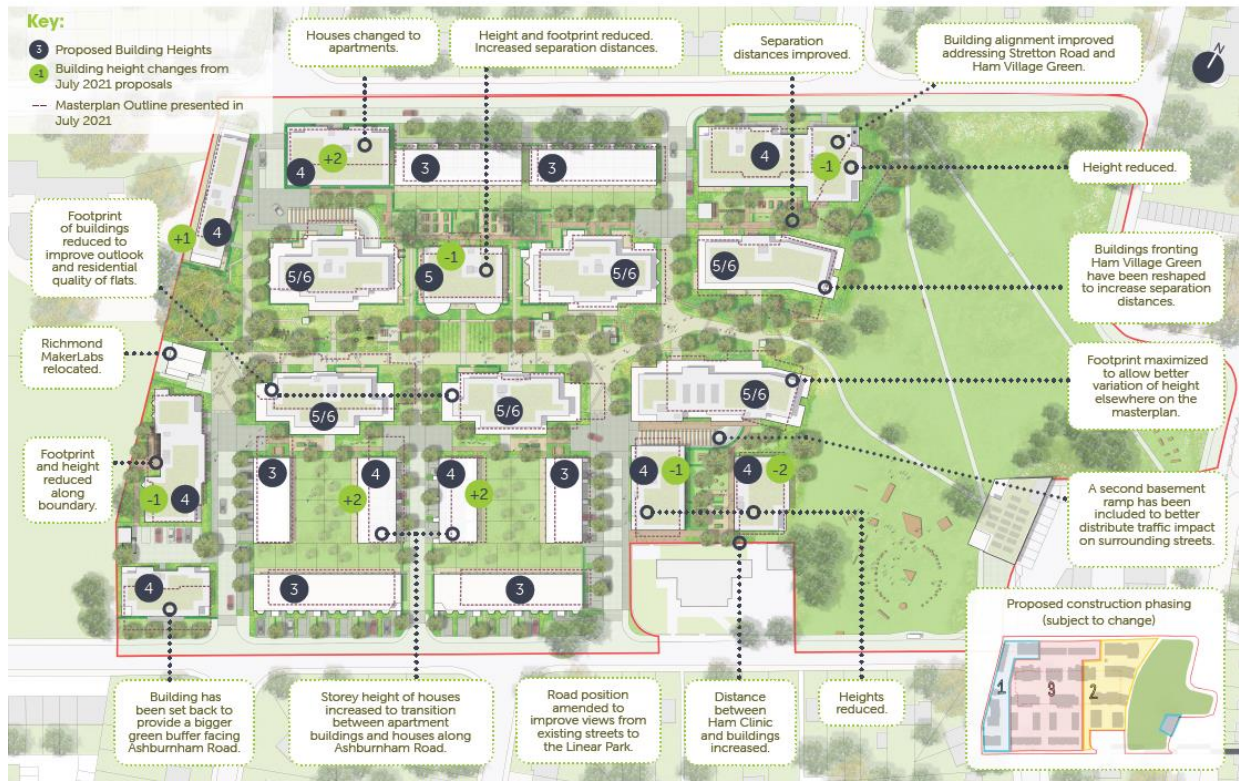 Key:
3 Proposed Building Heights
-1 Building height changes from
July 2021 proposals
Masterplan Outline presented in
July 2021
Houses changed to
apartments.
Height and footprint reduced.
Increased separation distances.
Separation
distances improved.
Building alignment improved
addressing Stretton Road and
Ham Village Green.
N
Height reduced.
Buildings fronting
Ham Village Green
have been reshaped
to increase separation
distances.
Footprint maximized
to allow better
variation of height
elsewhere on the
masterplan.
A second basement
ramp has been
included to better
distribute traffic impact
on surrounding streets.
Footprint
of buildings
reduced to
improve outlook
and residential
quality of flats.
Richmond
MakerLabs
relocated.
Footprint
and height
reduced
along
boundary.
4 +2 3 3 4 -1
+1 4
5/6 5 -1 5/6 5/6
5/6 5/6 5/6
-1 4 3 4 +2 4 +2 3 4 -1 4 -2
4 3 3
Building has
been set back to
provide a bigger
green buffer facing
Ashburnham Road.
Storey height of houses
increased to transition
between apartment
buildings and houses along
Ashburnham Road.
Road position
amended to
improve views from
existing streets to
the Linear Park.
Distance
between
Ham Clinic
and buildings
increased.
Heights
reduced.
Proposed construction phasing
(subject to change)
1 3 2